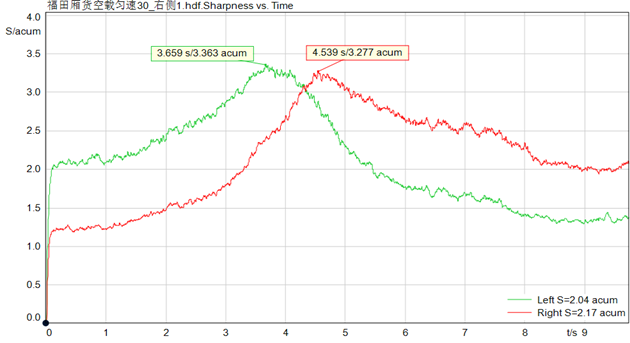 福田厢货空载匀速30_右侧1.hdf.Sharpness vs. Time
4.0
S/acum
3.659 s/3.363 acum
4.539 s/3.277 acum
3.0
2.5
2.0
1.5
1.0
0.5
0.0
Left S=2.04 acum
Right S=2.17 acum
0 1 2 3 4 5 6 7 8 t/s 9